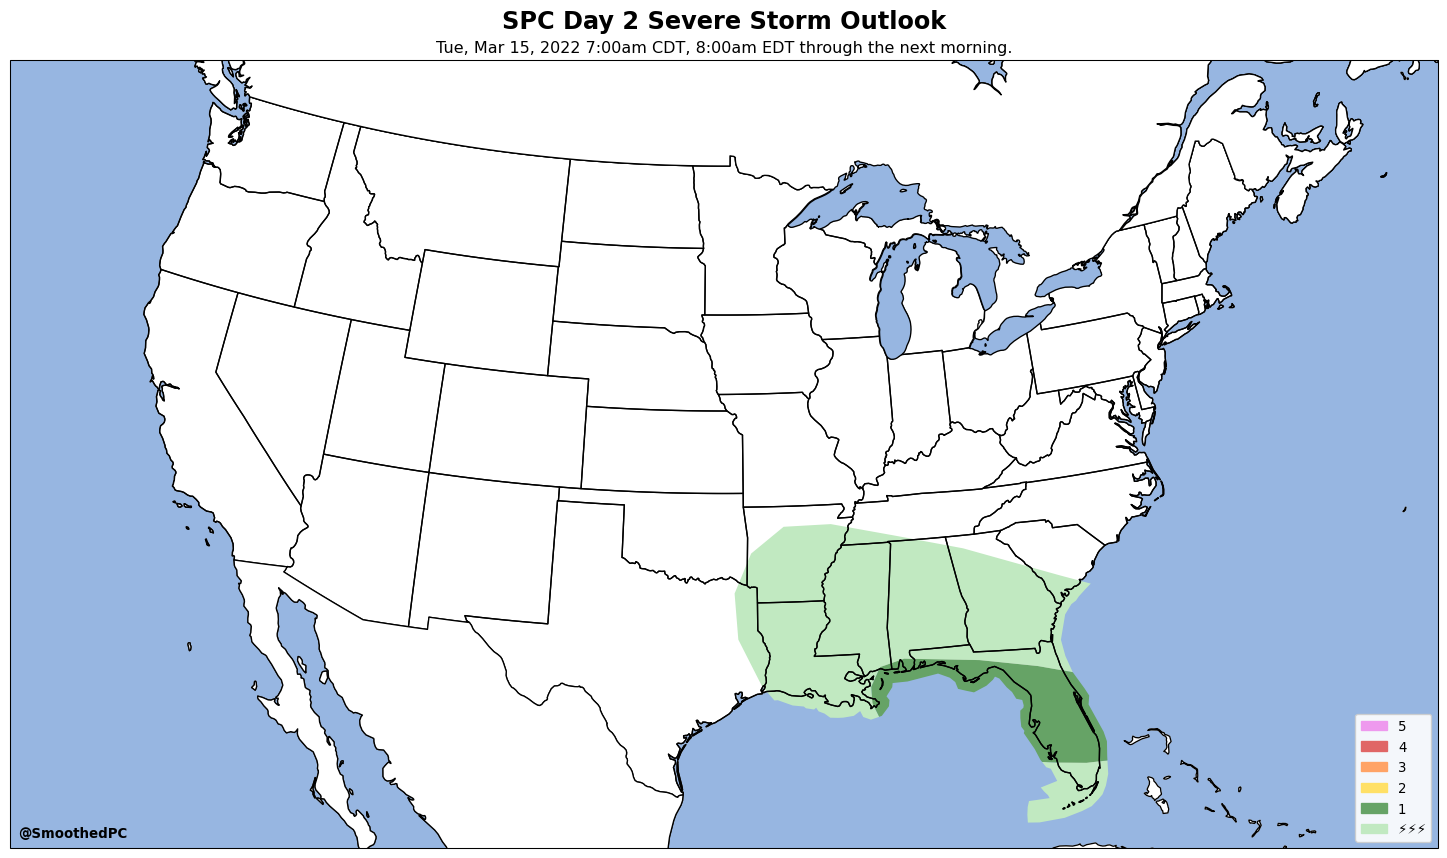 SPC Day 2 Severe Storm Outlook
Tue, Mar 15, 2022 7:00am CDT, 8:00am EDT through the next morning.
5
4
3
2
1
⚡⚡⚡
@SmoothedPC